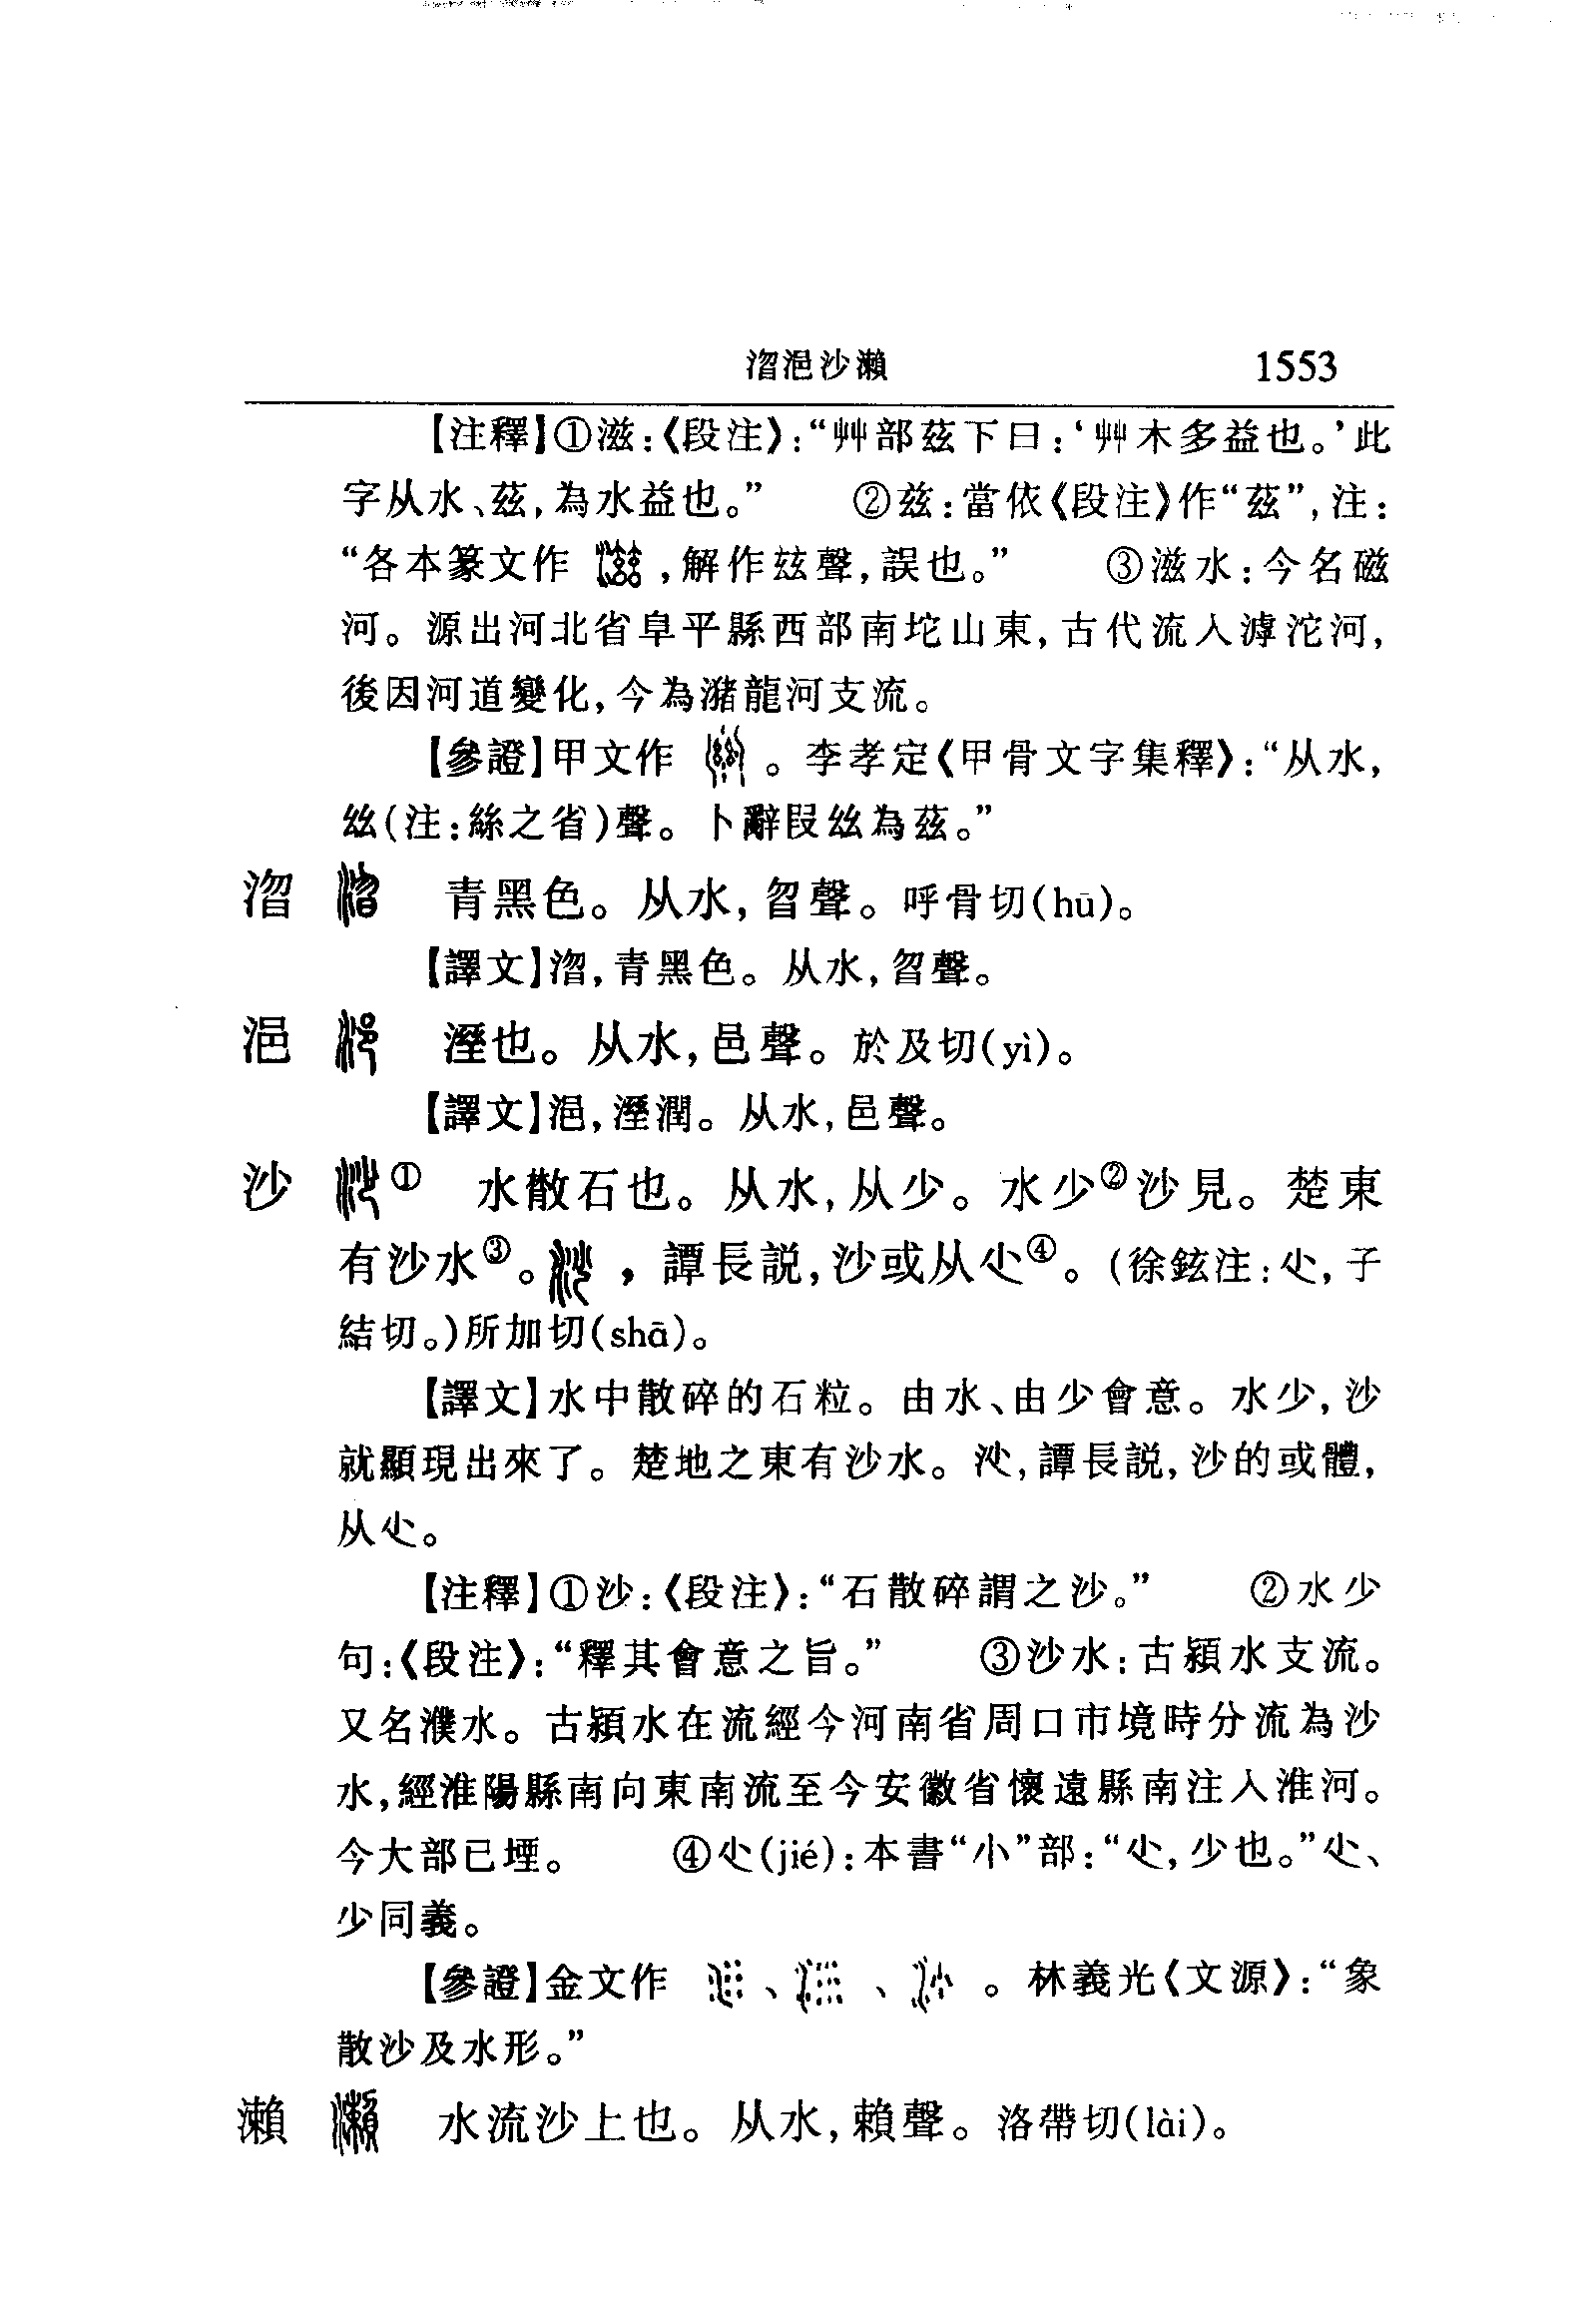 㴔浥沙瀨 1553
【注釋】①滋:《段注》:“艸部茲下曰:‘艸木多益也。’此
字从水、茲,為水益也。” ②兹:當依《段注》作“茲”,注:
“各本篆文作 ,解作玆聲,誤也。” ③滋水:今名磁
河。源出河北省阜平縣西部南坨山東,古代流入滹沱河,
後因河道變化,今為瀦龍河支流。
【參證】甲文作 。李孝定《甲骨文字集釋》:“从水,
𢆶(注:絲之省)聲。卜辭叚𢆶為茲。”
㴔 青黑色。从水,曶聲。呼骨切(hū)。
【譯文】㴔,青黑色。从水,曶聲。
浥 溼也。从水,邑聲。於及切(yì)。
【譯文】浥,溼潤。从水,邑聲。
沙 ① 水散石也。从水,从少。水少②沙見。楚東
有沙水③。 ,譚長説,沙或从尐④。(徐鉉注:尐,子
結切。)所加切(shā)。
【譯文】水中散碎的石粒。由水、由少會意。水少,沙
就顯現出來了。楚地之東有沙水。𣲡,譚長説,沙的或體,
从尐。
【注釋】①沙:《段注》:“石散碎謂之沙。” ②水少
句:《段注》:“釋其會意之旨。” ③沙水:古潁水支流。
又名濮水。古潁水在流經今河南省周口市境時分流為沙
水,經淮陽縣南向東南流至今安徽省懷遠縣南注入淮河。
今大部已堙。 ④尐(jié):本書“小”部:“尐,少也。”尐、
少同義。
【參證】金文作 、 、 。林義光《文源》:“象
散沙及水形。”
瀨 水流沙上也。从水,賴聲。洛帶切(lài)。